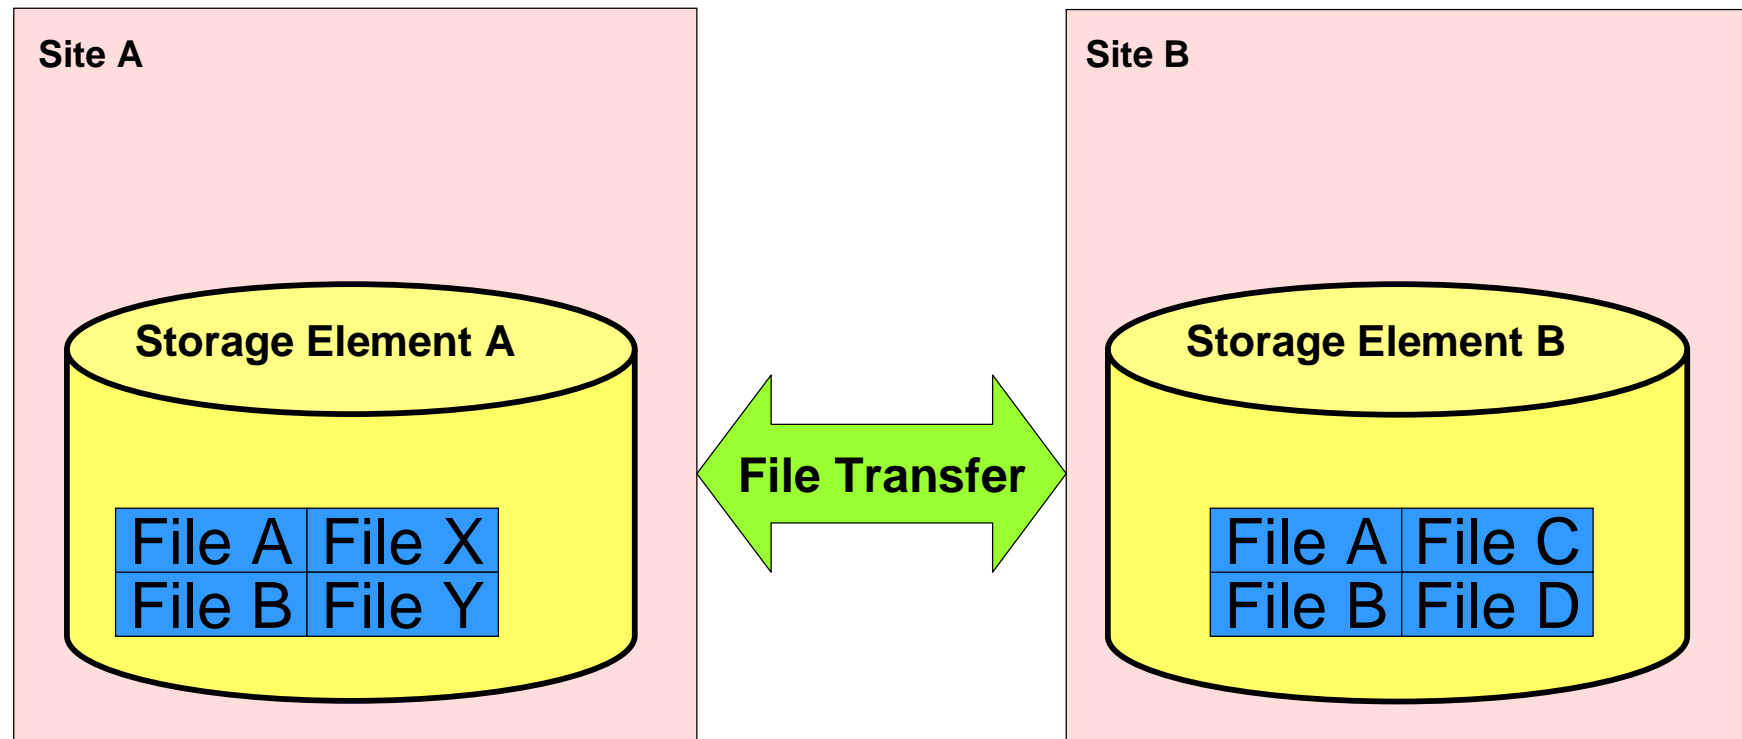 Site A
Site B
Storage Element A
Storage Element B
File Transfer
File A File X
File B File Y
File A File C
File B File D